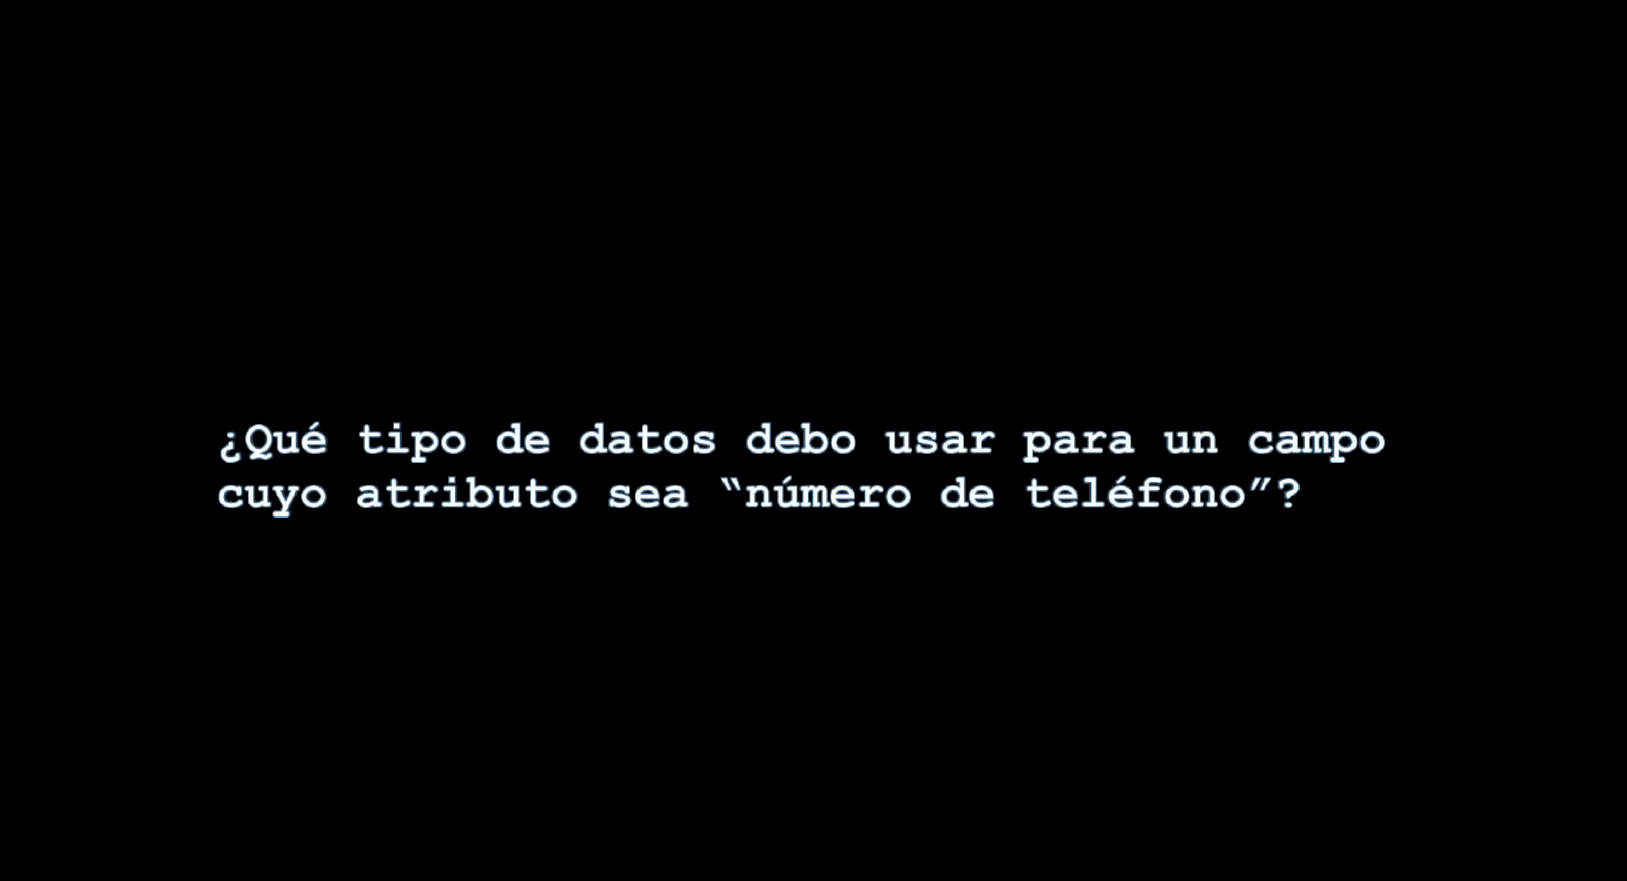 ¿Qué tipo de datos debo usar para un campo
cuyo atributo sea “número de teléfono”?